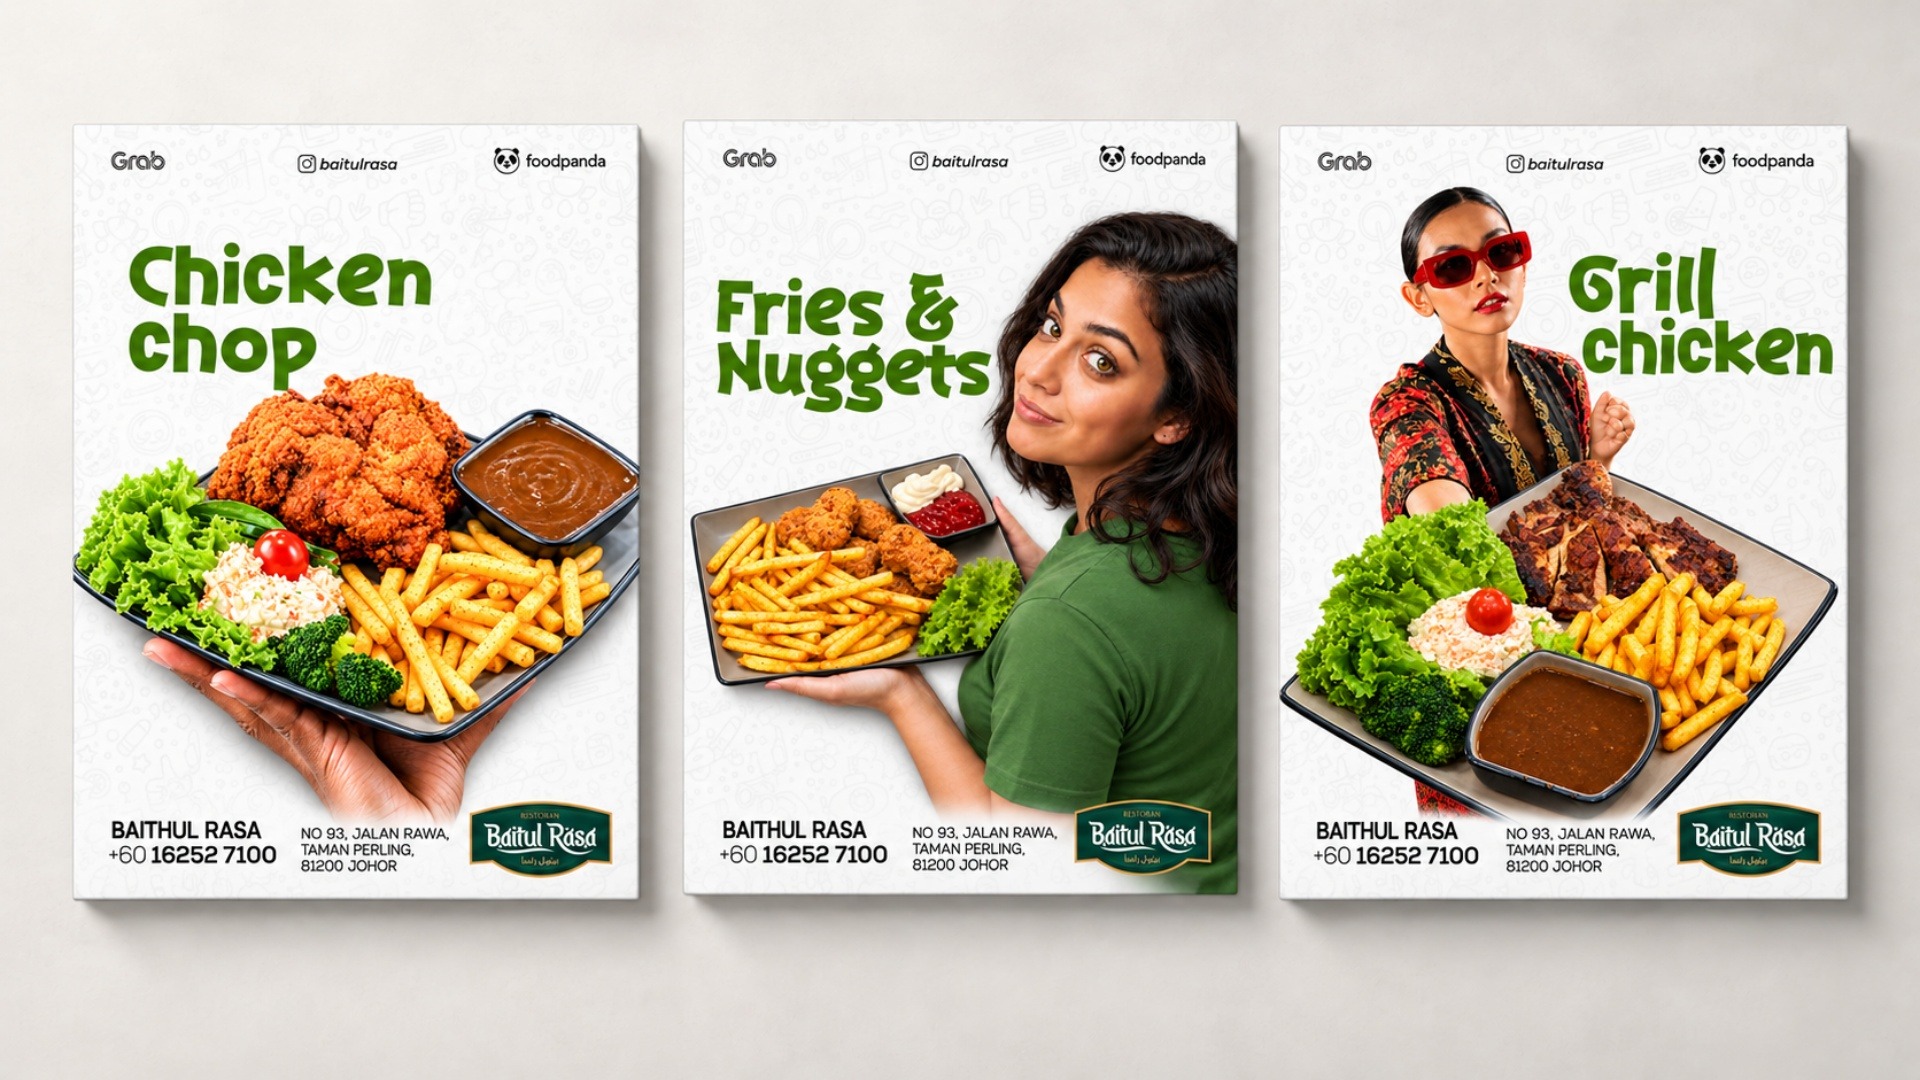 Grab
baitulrasa
foodpanda
Chicken
chop
BAITHUL RASA
+60 16252 7100
NO 93, JALAN RAWA,
TAMAN PERLING,
81200 JOHOR
RESTORAN
Baitul Rasa
Grab
baitulrasa
foodpanda
Fries &
Nuggets
BAITHUL RASA
+60 16252 7100
NO 93, JALAN RAWA,
TAMAN PERLING,
81200 JOHOR
RESTORAN
Baitul Rasa
Grab
baitulrasa
foodpanda
Grill
chicken
BAITHUL RASA
+60 16252 7100
NO 93, JALAN RAWA,
TAMAN PERLING,
81200 JOHOR
RESTORAN
Baitul Rasa